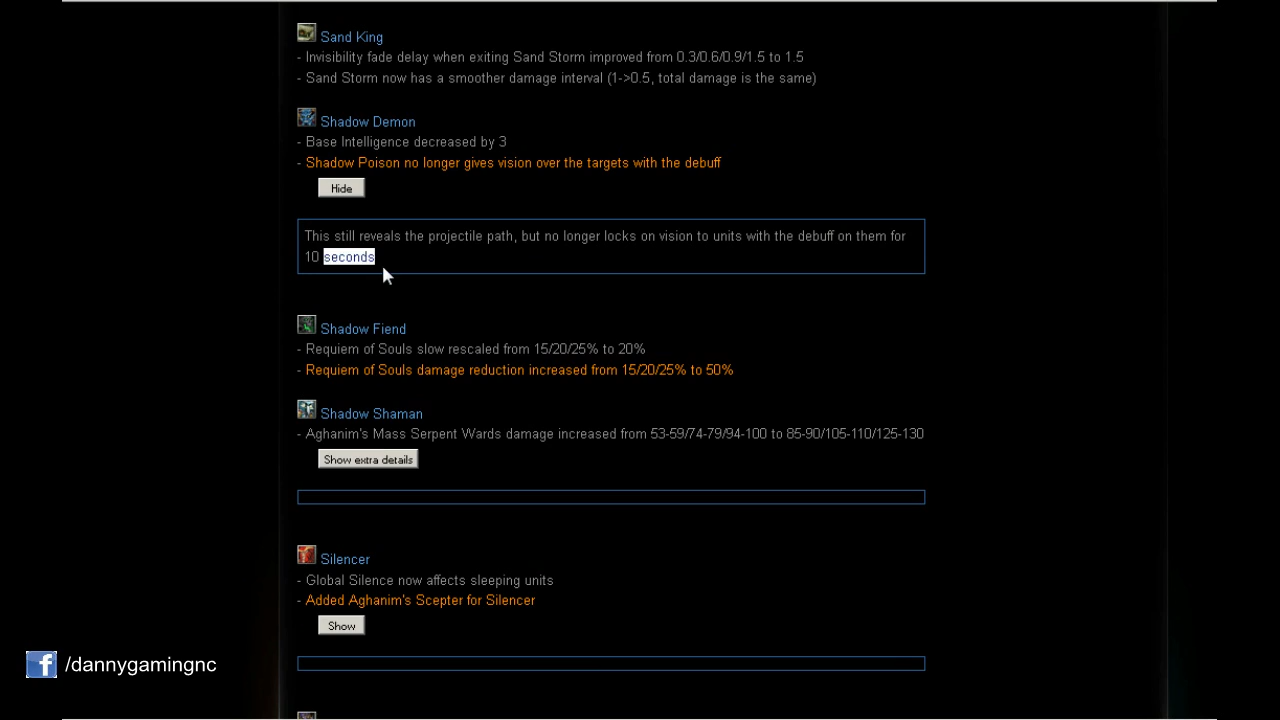 Sand King
- Invisibility fade delay when exiting Sand Storm improved from 0.3/0.6/0.9/1.5 to 1.5
- Sand Storm now has a smoother damage interval (1->0.5, total damage is the same)
Shadow Demon
- Base Intelligence decreased by 3
- Shadow Poison no longer gives vision over the targets with the debuff
Hide
This still reveals the projectile path, but no longer locks on vision to units with the debuff on them for
10 seconds
Shadow Fiend
- Requiem of Souls slow rescaled from 15/20/25% to 20%
- Requiem of Souls damage reduction increased from 15/20/25% to 50%
Shadow Shaman
- Aghanim's Mass Serpent Wards damage increased from 53-59/74-79/94-100 to 85-90/105-110/125-130
Show extra details
Silencer
- Global Silence now affects sleeping units
- Added Aghanim's Scepter for Silencer
Show
f /dannygamingnc